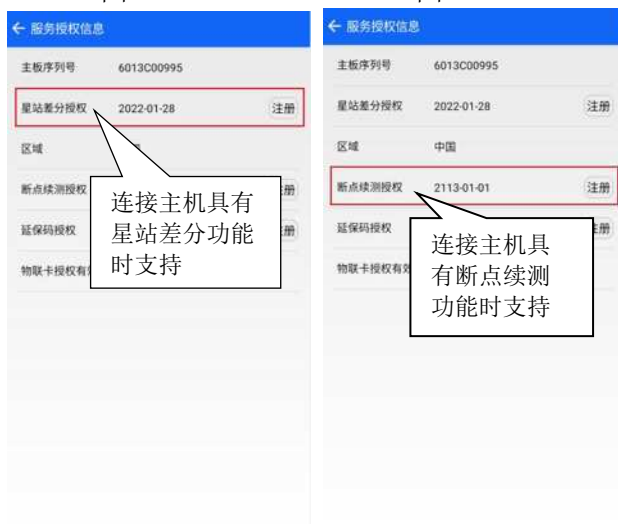 ← 服务授权信息
主板序列号 6013C00995
星站差分授权 2022-01-28 注册
区域
断点续测授权 册
延保码授权 册
物联卡授权有
连接主机具有
星站差分功能
时支持
← 服务授权信息
主板序列号 6013C00995
星站差分授权 2022-01-28 注册
区域 中国
断点续测授权 2113-01-01 注册
延保码授权 册
物联卡授权有效
连接主机具
有断点续测
功能时支持